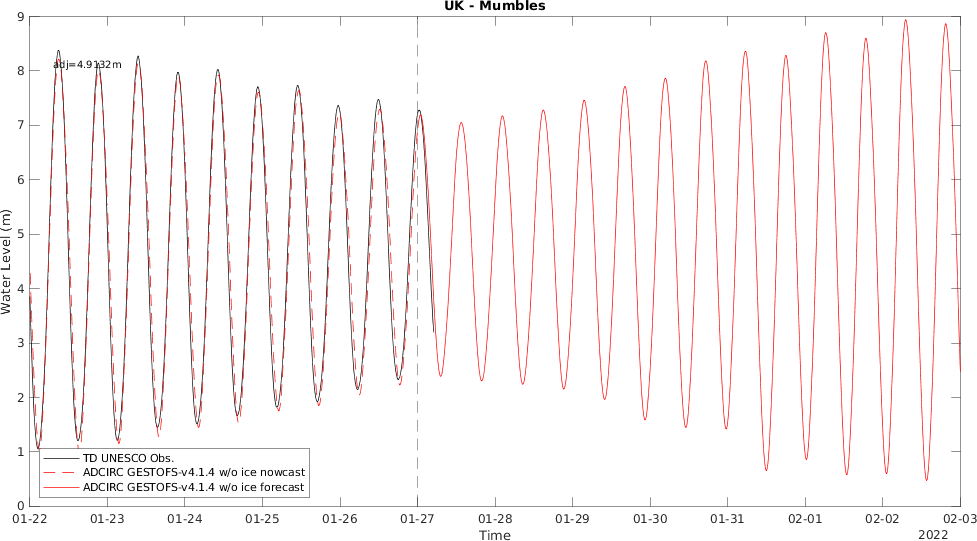 UK - Mumbles
adj=4.9132m
Water Level (m)
9
8
7
6
5
4
3
2
1
0
TD UNESCO Obs.
ADCIRC GESTOFS-v4.1.4 w/o ice nowcast
ADCIRC GESTOFS-v4.1.4 w/o ice forecast
01-22 01-23 01-24 01-25 01-26 01-27 01-28 01-29 01-30 01-31 02-01 02-02 02-03
Time
2022